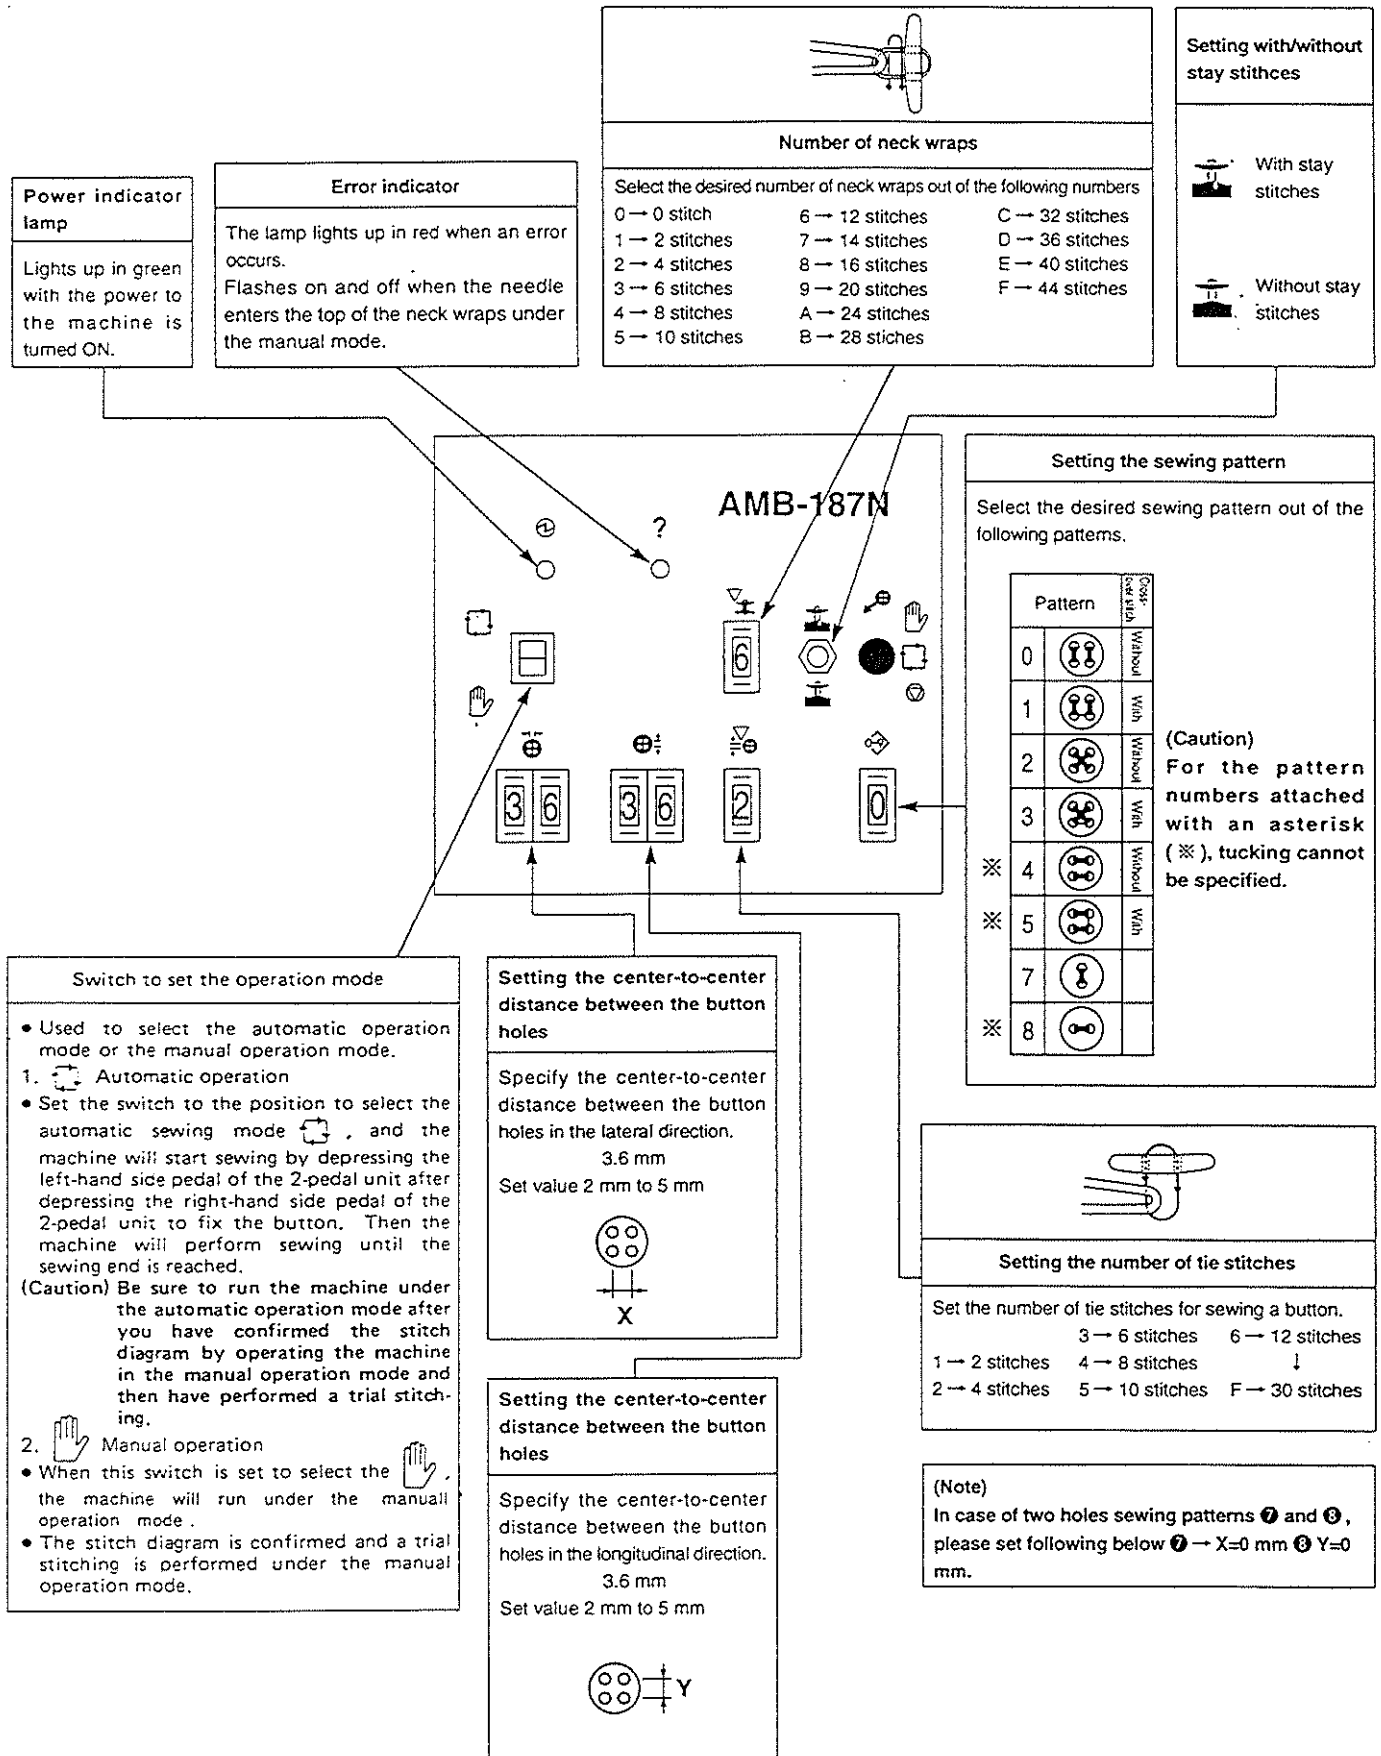 Number of neck wraps
Select the desired number of neck wraps out of the following numbers
0→ 0 stitch 6→ 12 stitches C→ 32 stitches
1→ 2 stitches 7→ 14 stitches D→ 36 stitches
2→ 4 stitches 8→ 16 stitches E→ 40 stitches
3→ 6 stitches 9→ 20 stitches F→ 44 stitches
4→ 8 stitches A→ 24 stitches
5→ 10 stitches B→ 28 stiches
Setting with/without
stay stithces
With stay
stitches
Without stay
stitches
Power indicator
lamp
Lights up in green
with the power to
the machine is
turned ON.
Error indicator
The lamp lights up in red when an error
occurs.
Flashes on and off when the needle
enters the top of the neck wraps under
the manual mode.
AMB-187N
?
6
3 6 3 6 2 0
Setting the sewing pattern
Select the desired sewing pattern out of the
following patterns.
Pattern Cross-
over stitch
0 Without
1 With
2 Without
3 With
※ 4 Without
※ 5 With
7
※ 8
(Caution)
For the pattern
numbers attached
with an asterisk
( ※ ), tucking cannot
be specified.
Switch to set the operation mode
• Used to select the automatic operation
mode or the manual operation mode.
1. Automatic operation
• Set the switch to the position to select the
automatic sewing mode , and the
machine will start sewing by depressing the
left-hand side pedal of the 2-pedal unit after
depressing the right-hand side pedal of the
2-pedal unit to fix the button. Then the
machine will perform sewing until the
sewing end is reached.
(Caution) Be sure to run the machine under
the automatic operation mode after
you have confirmed the stitch
diagram by operating the machine
in the manual operation mode and
then have performed a trial stitch-
ing.
2. Manual operation
• When this switch is set to select the ,
the machine will run under the manuall
operation mode .
• The stitch diagram is confirmed and a trial
stitching is performed under the manual
operation mode.
Setting the center-to-center
distance between the button
holes
Specify the center-to-center
distance between the button
holes in the lateral direction.
3.6 mm
Set value 2 mm to 5 mm
X
Setting the center-to-center
distance between the button
holes
Specify the center-to-center
distance between the button
holes in the longitudinal direction.
3.6 mm
Set value 2 mm to 5 mm
Y
Setting the number of tie stitches
Set the number of tie stitches for sewing a button.
3→ 6 stitches 6→ 12 stitches
1→ 2 stitches 4→ 8 stitches ↓
2→ 4 stitches 5→ 10 stitches F→ 30 stitches
(Note)
In case of two holes sewing patterns ❼ and ❽ ,
please set following below ❼ → X=0 mm ❽ Y=0
mm.